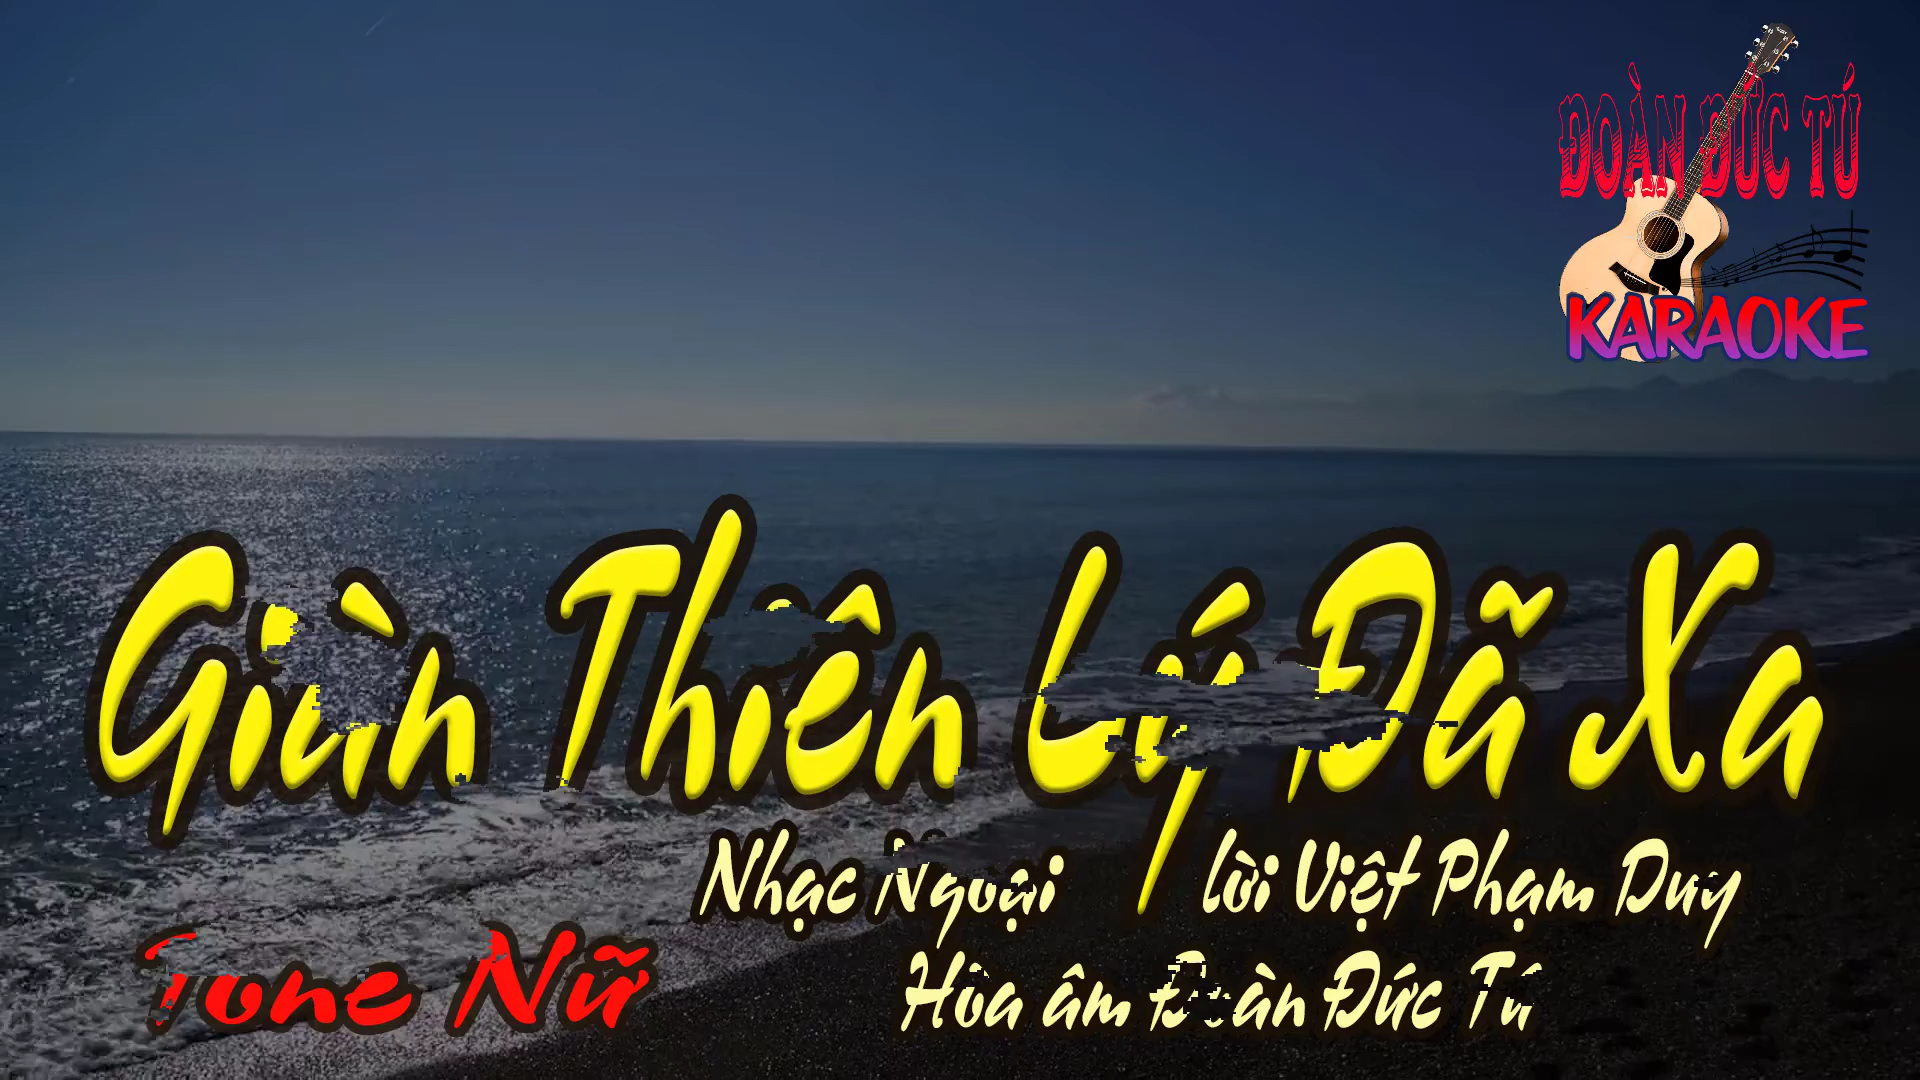 ĐOÀN ĐỨC TÚ
KARAOKE
Giàn Thiên Lý Đã Xa
Nhạc Ngoại lời Việt Phạm Duy
Tone Nữ
Hòa âm Đoàn Đức Tú